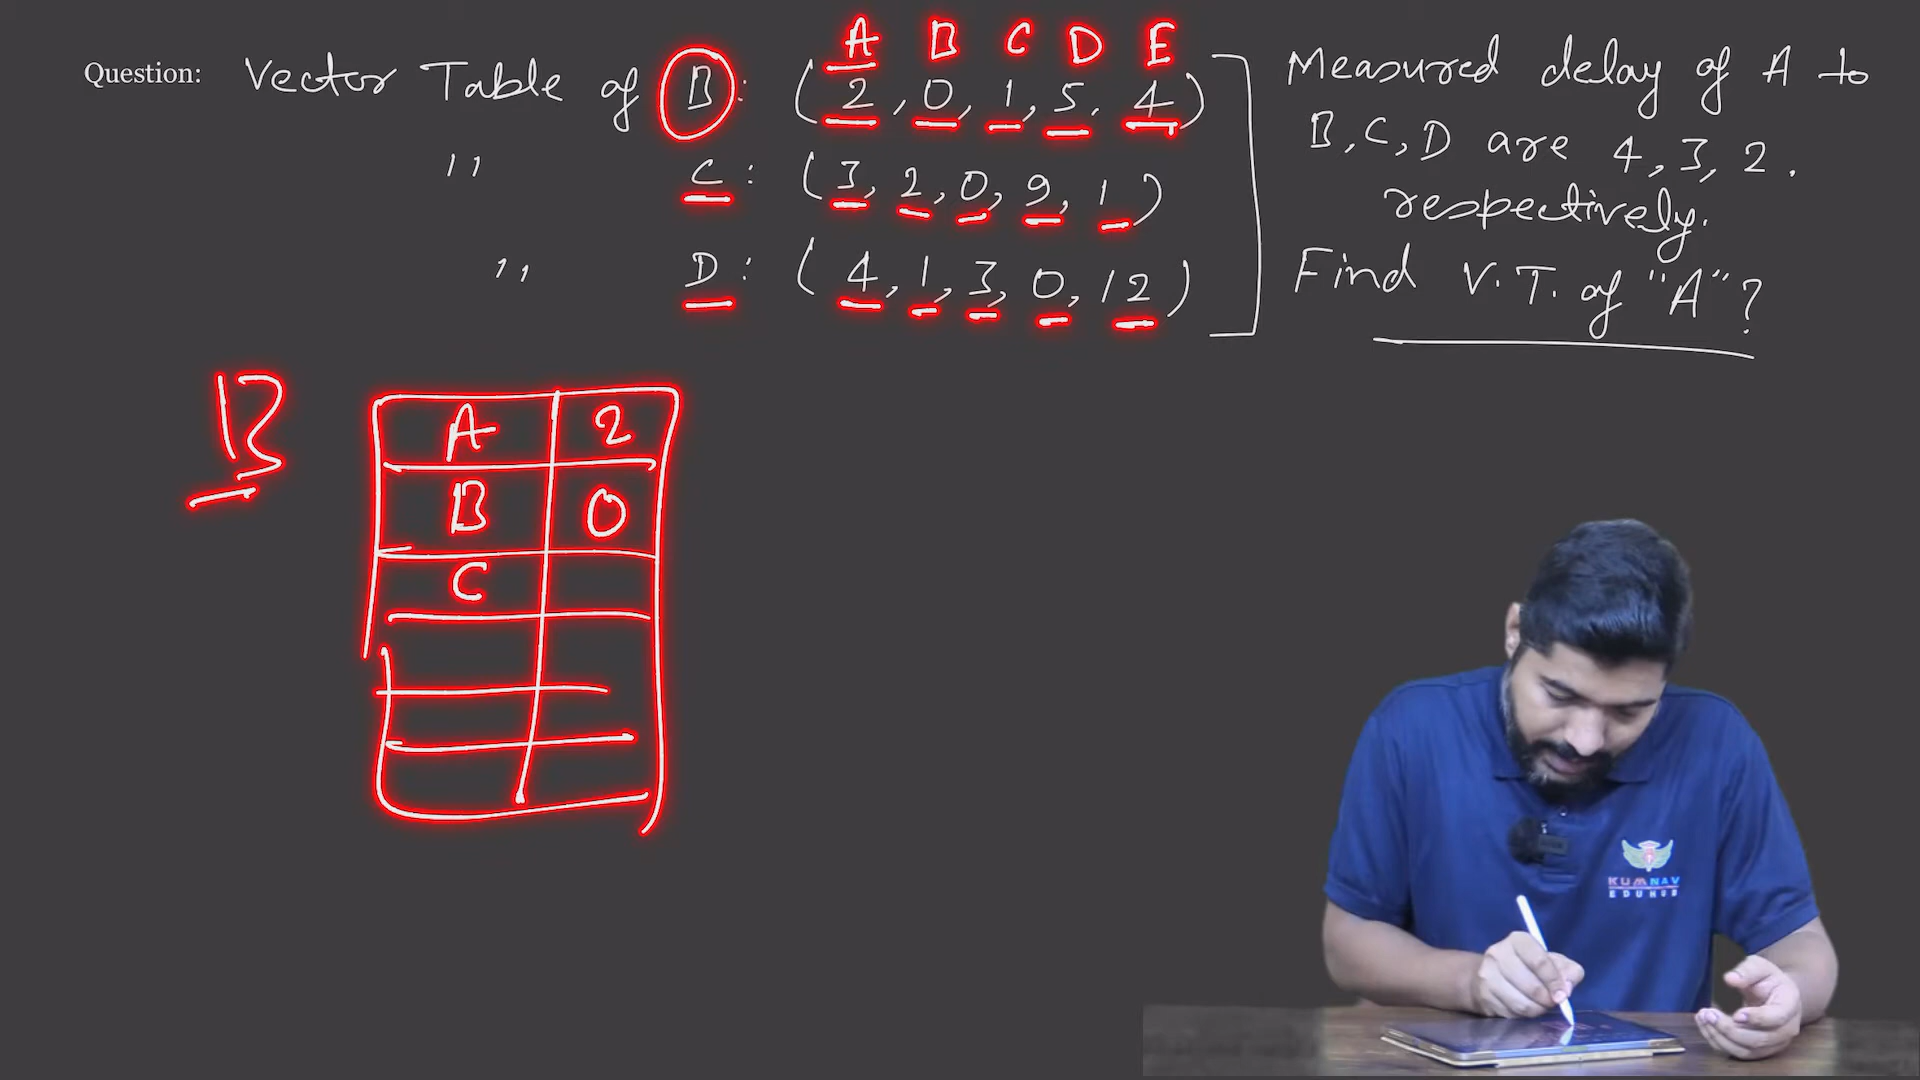 Question: Vector Table of B: (2, 0, 1, 5, 4)
A B C D E
" C: (3, 2, 0, 9, 1)
" D: (4, 1, 3, 0, 12)
Measured delay of A to
B, C, D are 4, 3, 2.
respectively.
Find V.T. of "A"?
B
A 2
B 0
C
KUMNAV
EDUHUB